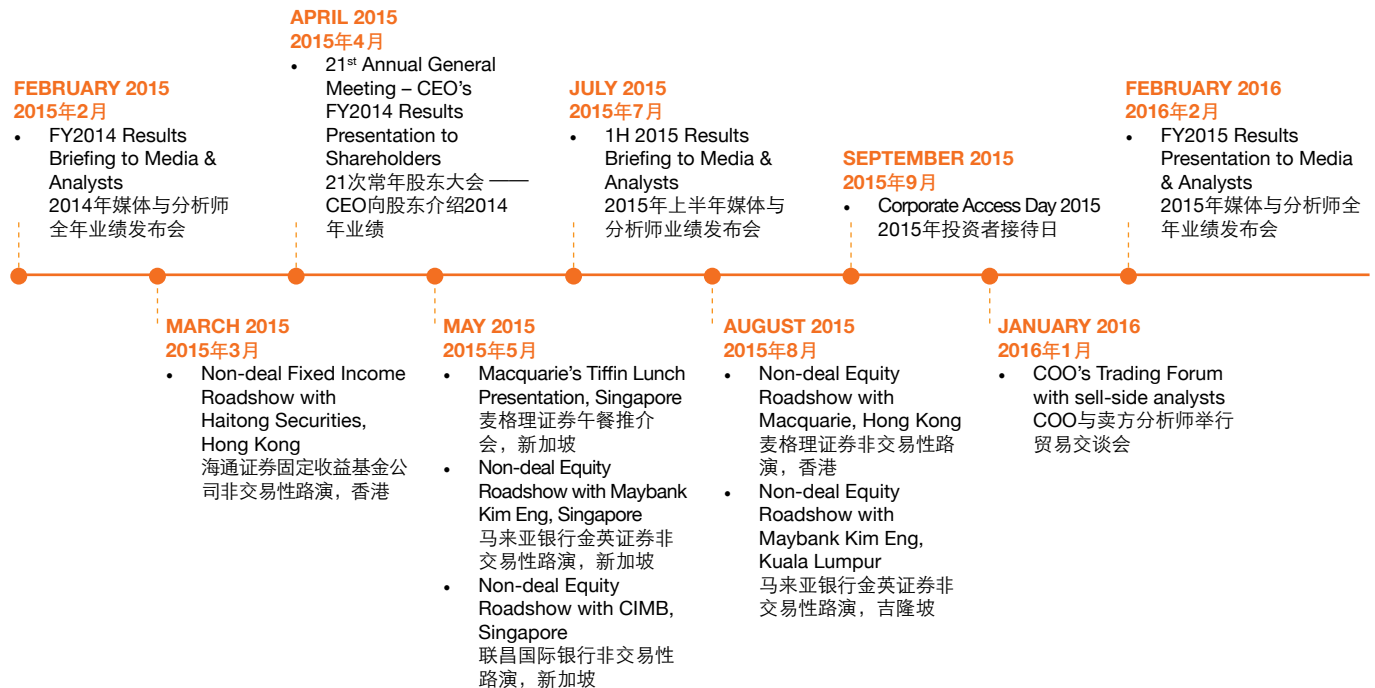 FEBRUARY 2015
2015年2月
• FY2014 Results
Briefing to Media &
Analysts
2014年媒体与分析师
全年业绩发布会
MARCH 2015
2015年3月
• Non-deal Fixed Income
Roadshow with
Haitong Securities,
Hong Kong
海通证券固定收益基金公
司非交易性路演，香港
APRIL 2015
2015年4月
• 21st Annual General
Meeting – CEO’s
FY2014 Results
Presentation to
Shareholders
21次常年股东大会 ——
CEO向股东介绍2014
年业绩
MAY 2015
2015年5月
• Macquarie’s Tiffin Lunch
Presentation, Singapore
麦格理证券午餐推介
会，新加坡
• Non-deal Equity
Roadshow with Maybank
Kim Eng, Singapore
马来亚银行金英证券非
交易性路演，新加坡
• Non-deal Equity
Roadshow with CIMB,
Singapore
联昌国际银行非交易性
路演，新加坡
JULY 2015
2015年7月
• 1H 2015 Results
Briefing to Media &
Analysts
2015年上半年媒体与
分析师业绩发布会
AUGUST 2015
2015年8月
• Non-deal Equity
Roadshow with
Macquarie, Hong Kong
麦格理证券非交易性路
演，香港
• Non-deal Equity
Roadshow with
Maybank Kim Eng,
Kuala Lumpur
马来亚银行金英证券非
交易性路演，吉隆坡
SEPTEMBER 2015
2015年9月
• Corporate Access Day 2015
2015年投资者接待日
JANUARY 2016
2016年1月
• COO’s Trading Forum
with sell-side analysts
COO与卖方分析师举行
贸易交谈会
FEBRUARY 2016
2016年2月
• FY2015 Results
Presentation to Media
& Analysts
2015年媒体与分析师全
年业绩发布会